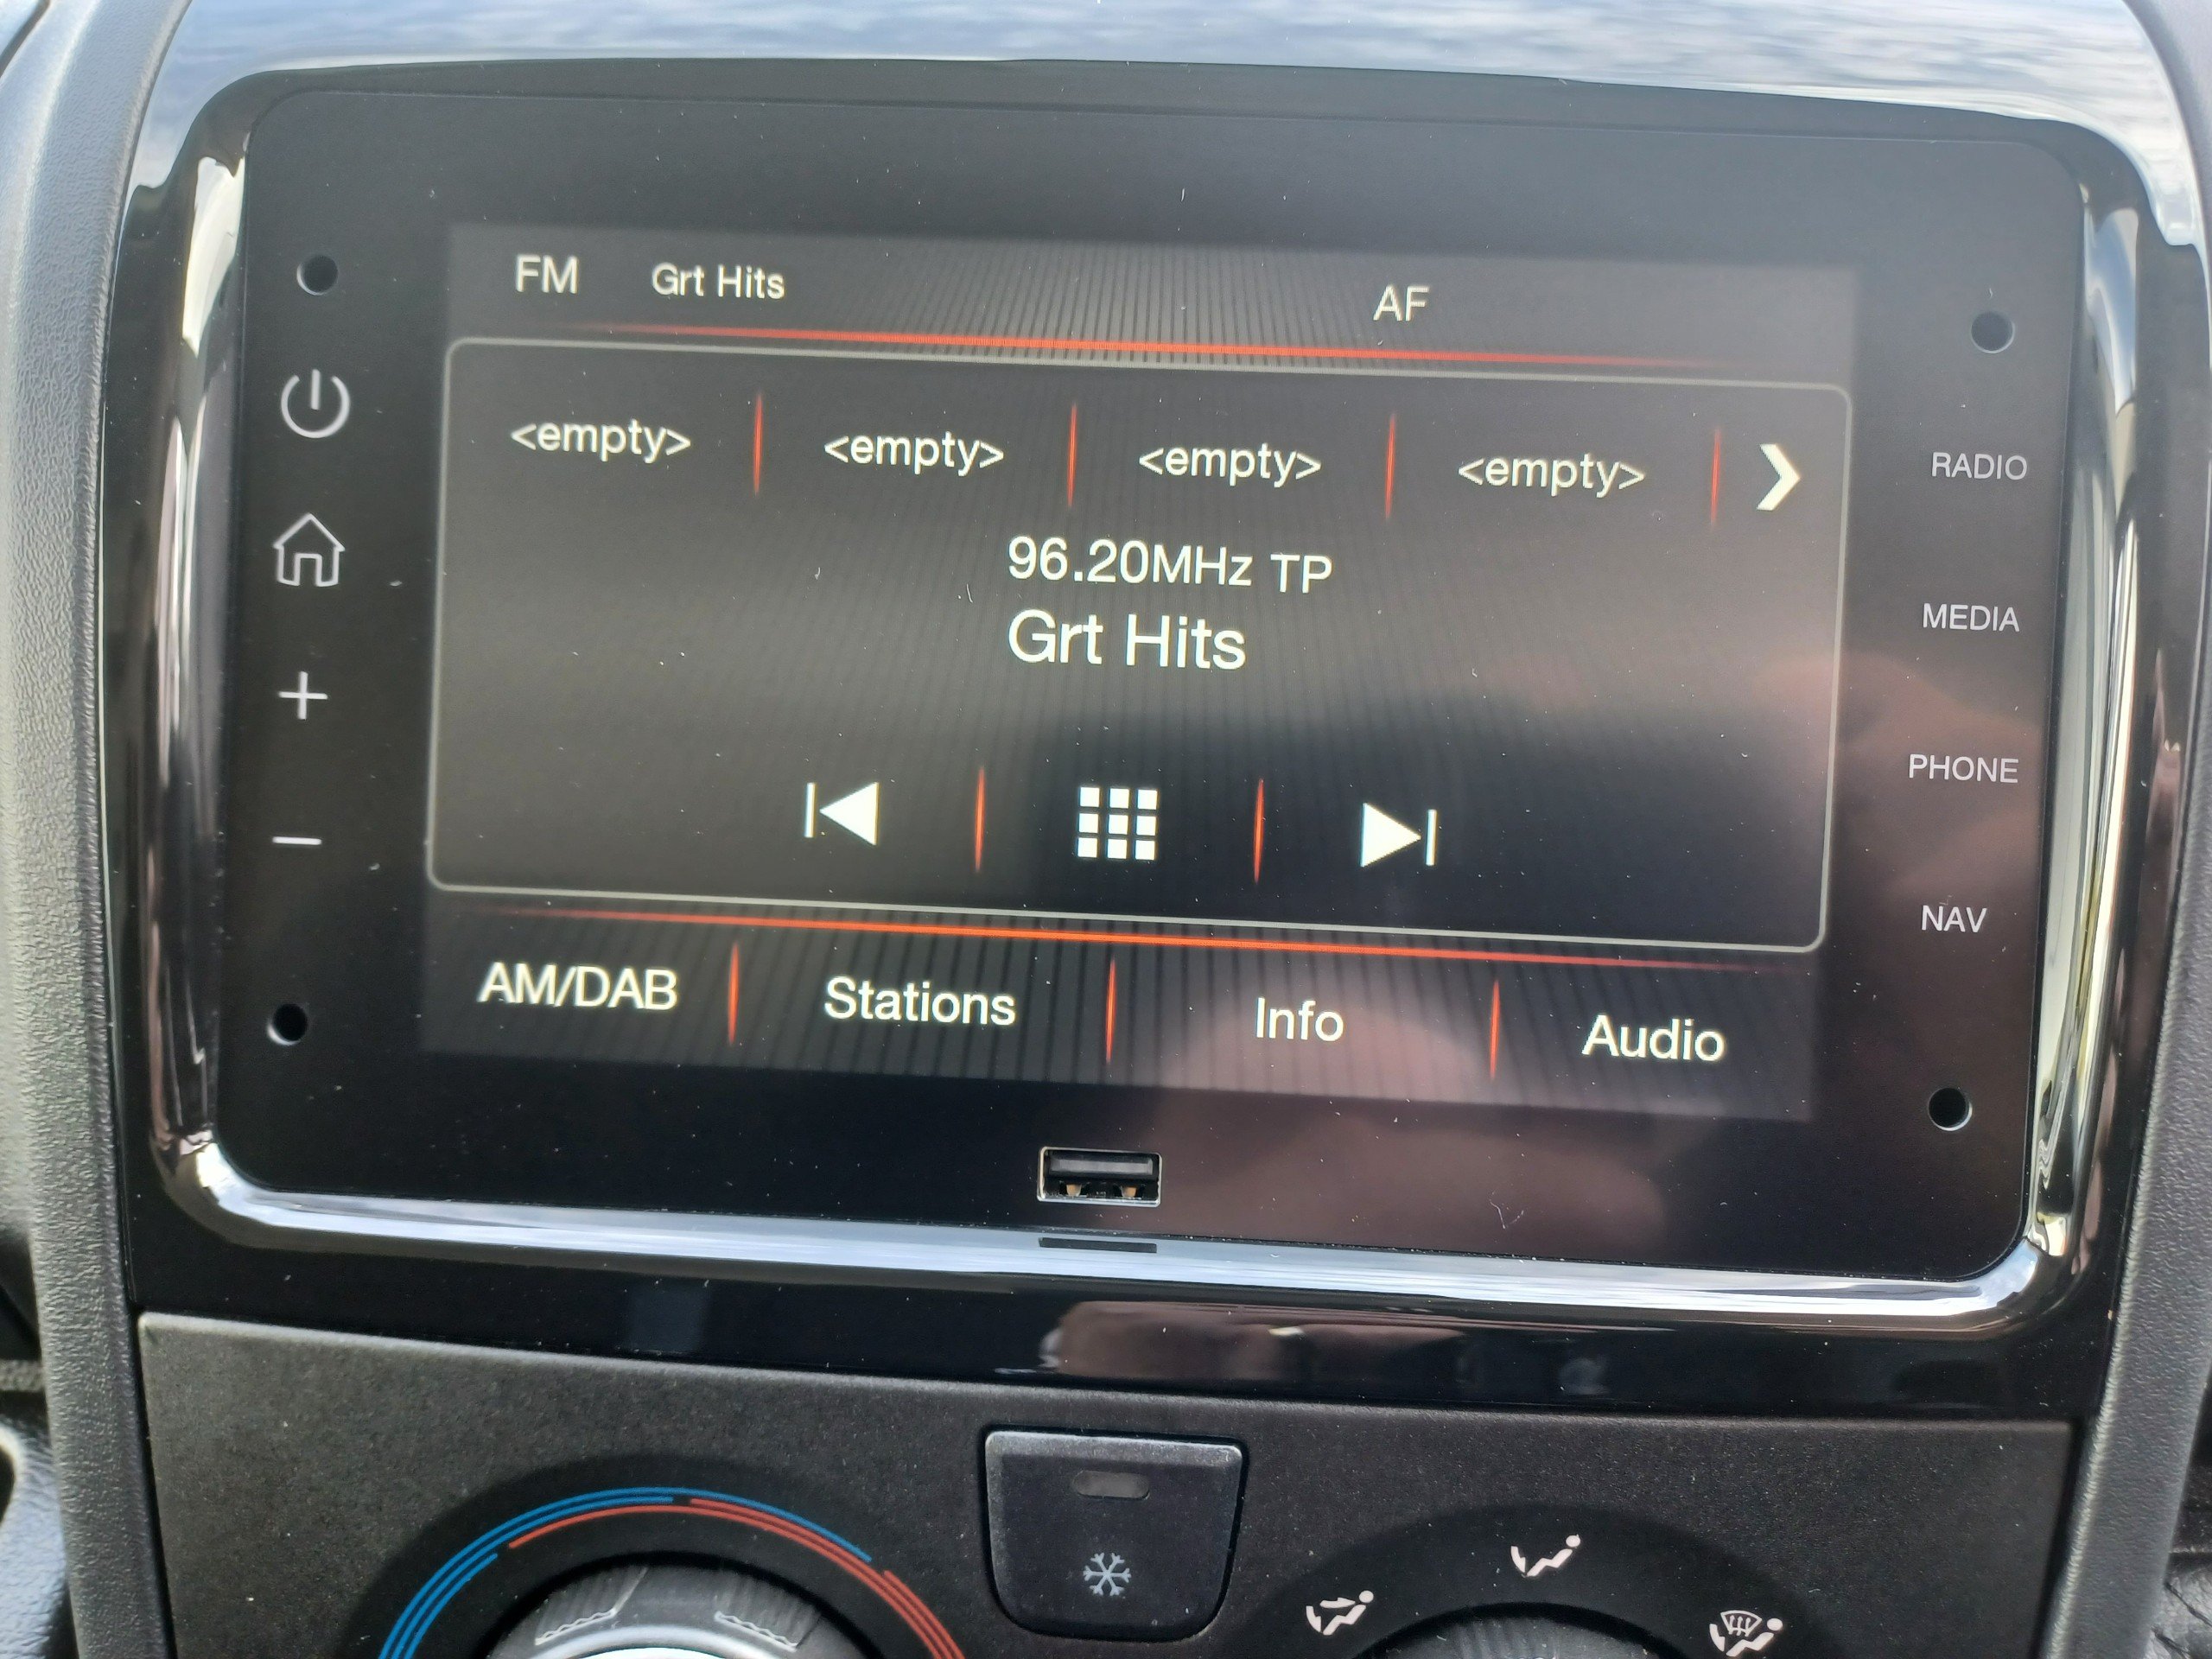 FM Grt Hits AF
<empty> <empty> <empty> <empty>
96.20MHz TP
Grt Hits
AM/DAB Stations Info Audio
RADIO
MEDIA
PHONE
NAV